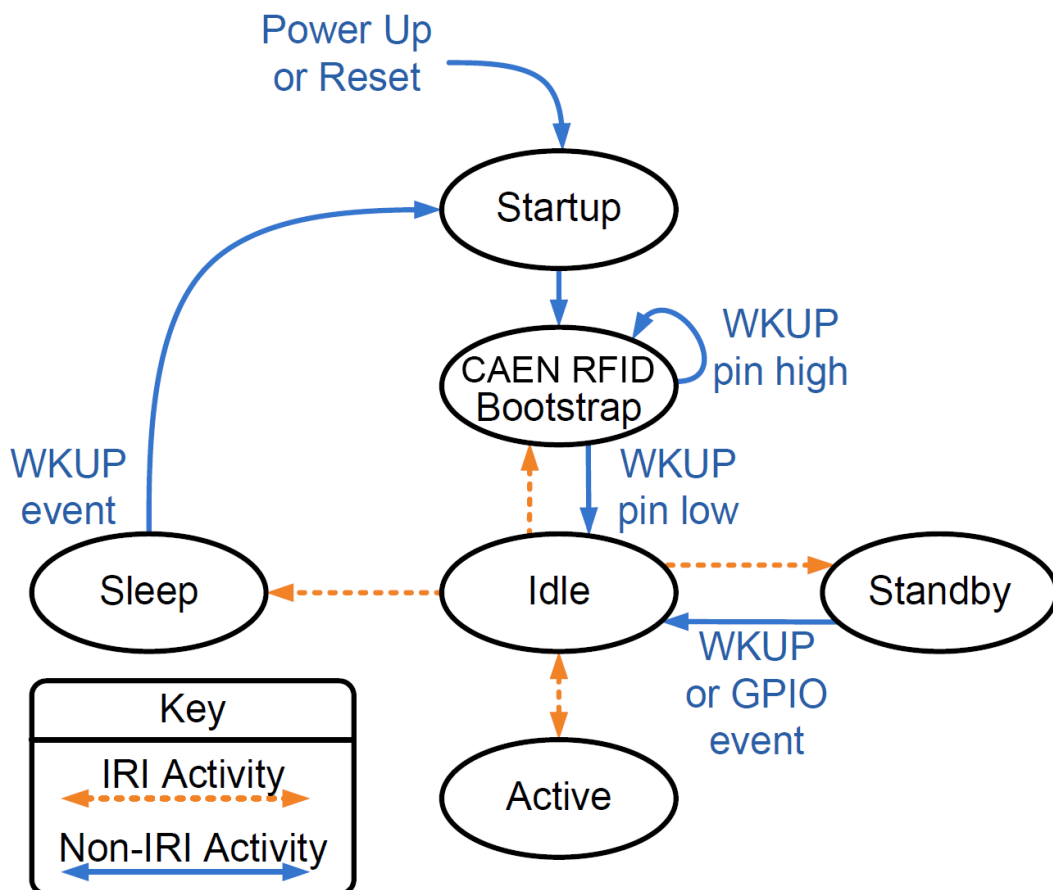 Power Up
or Reset
Startup
CAEN RFID
Bootstrap
WKUP
pin high
WKUP
event
WKUP
pin low
Sleep
Idle
Standby
WKUP
or GPIO
event
Active
Key
IRI Activity
Non-IRI Activity